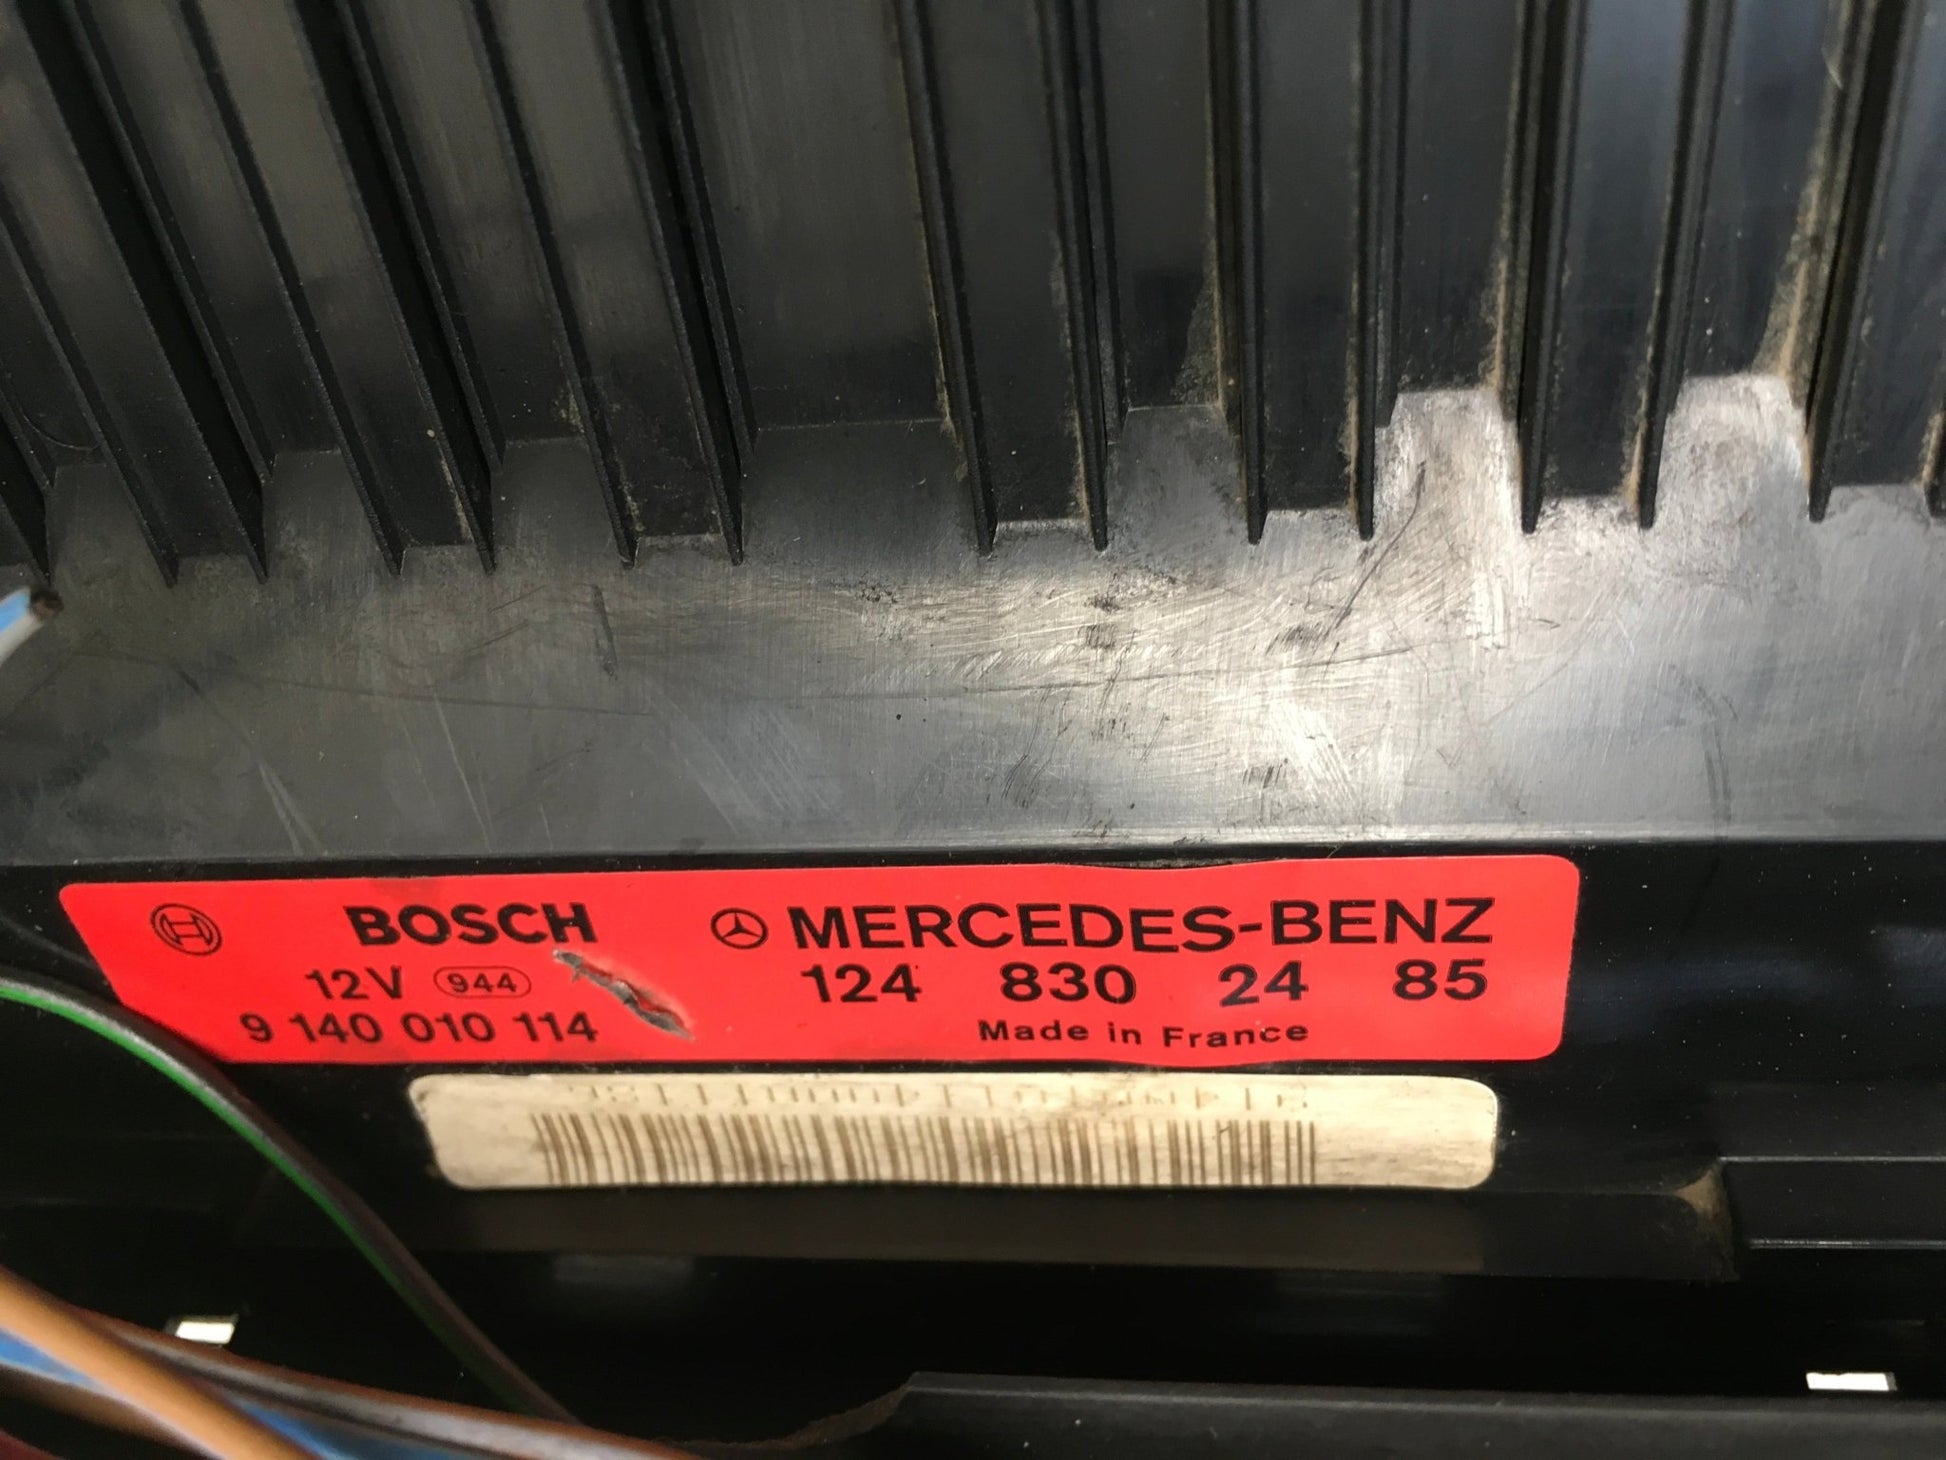 BOSCH MERCEDES-BENZ
12V 944 124 830 24 85
9 140 010 114 Made in France